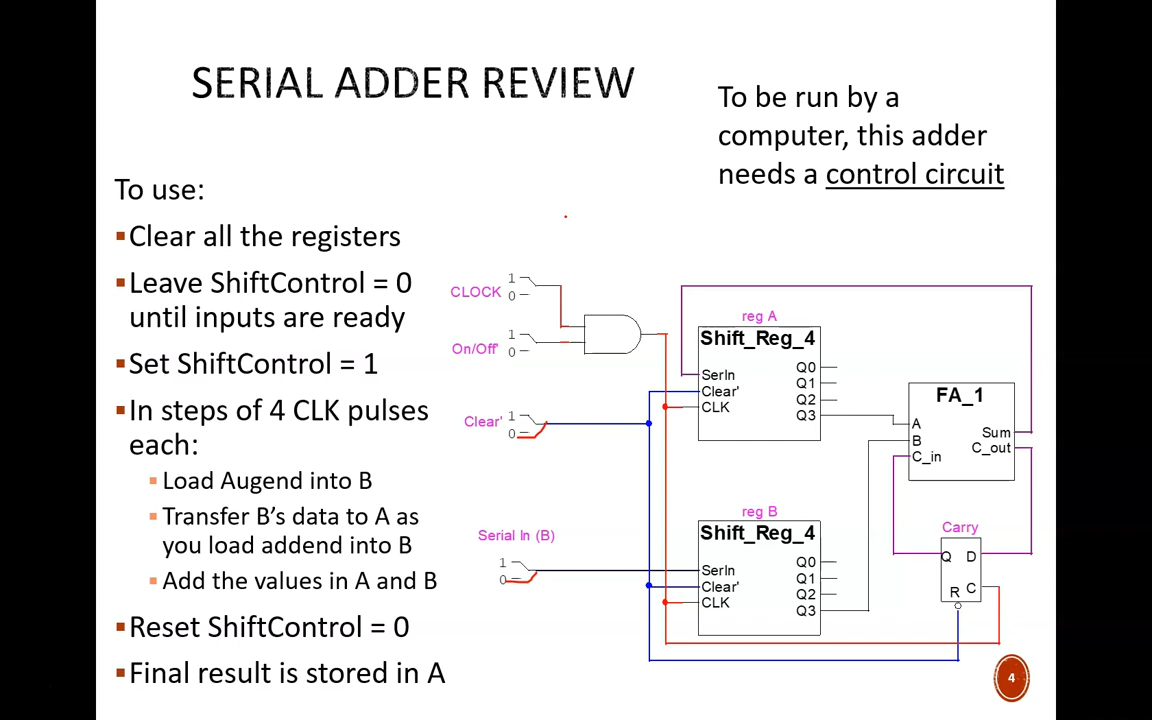 SERIAL ADDER REVIEW
To be run by a
computer, this adder
needs a control circuit
To use:
▪Clear all the registers
▪Leave ShiftControl = 0
until inputs are ready
▪Set ShiftControl = 1
▪In steps of 4 CLK pulses
each:
▪ Load Augend into B
▪ Transfer B's data to A as
you load addend into B
▪ Add the values in A and B
▪Reset ShiftControl = 0
▪Final result is stored in A
CLOCK
1
0
On/Off'
1
0
Clear'
1
0
Serial In (B)
1
0
reg A
Shift_Reg_4
SerIn
Clear'
CLK
Q0
Q1
Q2
Q3
reg B
Shift_Reg_4
SerIn
Clear'
CLK
Q0
Q1
Q2
Q3
FA_1
A
B
C_in
Sum
C_out
Carry
Q D
R C
4